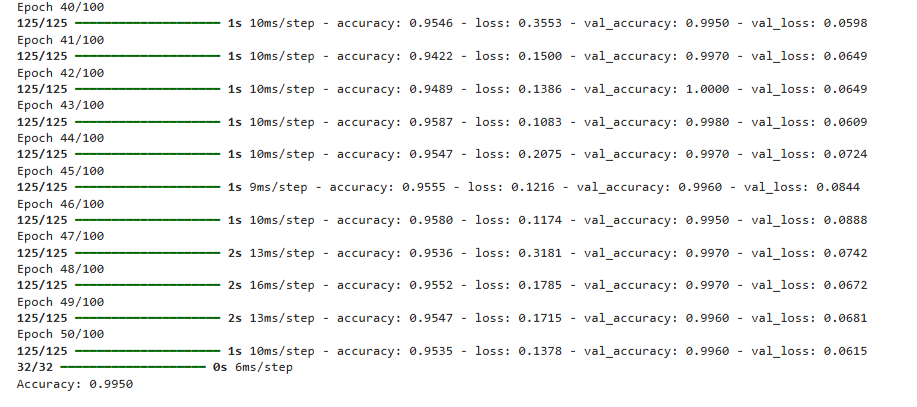 Epoch 40/100
125/125 ━━━━━━━━━━━━━━━━━━━━ 1s 10ms/step - accuracy: 0.9546 - loss: 0.3553 - val_accuracy: 0.9950 - val_loss: 0.0598
Epoch 41/100
125/125 ━━━━━━━━━━━━━━━━━━━━ 1s 10ms/step - accuracy: 0.9422 - loss: 0.1500 - val_accuracy: 0.9970 - val_loss: 0.0649
Epoch 42/100
125/125 ━━━━━━━━━━━━━━━━━━━━ 1s 10ms/step - accuracy: 0.9489 - loss: 0.1386 - val_accuracy: 1.0000 - val_loss: 0.0649
Epoch 43/100
125/125 ━━━━━━━━━━━━━━━━━━━━ 1s 10ms/step - accuracy: 0.9587 - loss: 0.1083 - val_accuracy: 0.9980 - val_loss: 0.0609
Epoch 44/100
125/125 ━━━━━━━━━━━━━━━━━━━━ 1s 10ms/step - accuracy: 0.9547 - loss: 0.2075 - val_accuracy: 0.9970 - val_loss: 0.0724
Epoch 45/100
125/125 ━━━━━━━━━━━━━━━━━━━━ 1s 9ms/step - accuracy: 0.9555 - loss: 0.1216 - val_accuracy: 0.9960 - val_loss: 0.0844
Epoch 46/100
125/125 ━━━━━━━━━━━━━━━━━━━━ 1s 10ms/step - accuracy: 0.9580 - loss: 0.1174 - val_accuracy: 0.9950 - val_loss: 0.0888
Epoch 47/100
125/125 ━━━━━━━━━━━━━━━━━━━━ 2s 13ms/step - accuracy: 0.9536 - loss: 0.3181 - val_accuracy: 0.9970 - val_loss: 0.0742
Epoch 48/100
125/125 ━━━━━━━━━━━━━━━━━━━━ 2s 16ms/step - accuracy: 0.9552 - loss: 0.1785 - val_accuracy: 0.9970 - val_loss: 0.0672
Epoch 49/100
125/125 ━━━━━━━━━━━━━━━━━━━━ 2s 13ms/step - accuracy: 0.9547 - loss: 0.1715 - val_accuracy: 0.9960 - val_loss: 0.0681
Epoch 50/100
125/125 ━━━━━━━━━━━━━━━━━━━━ 1s 10ms/step - accuracy: 0.9535 - loss: 0.1378 - val_accuracy: 0.9960 - val_loss: 0.0615
32/32 ━━━━━━━━━━━━━━━━━━━━ 0s 6ms/step
Accuracy: 0.9950